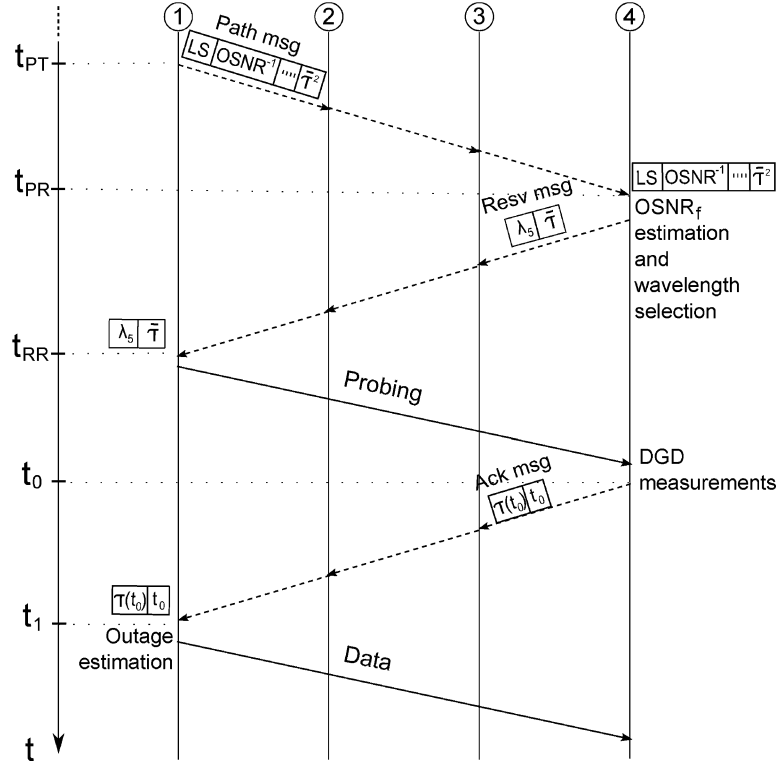 1 2 3 4
t_PT
Path msg
LS OSNR⁻¹ '''' τ̄²
t_PR
LS OSNR⁻¹ '''' τ̄²
Resv msg
λ₅ τ̄
OSNR_f
estimation
and
wavelength
selection
λ₅ τ̄
t_RR
Probing
t₀
DGD
measurements
Ack msg
τ(t₀) t₀
τ(t₀) t₀
t₁
Outage
estimation
Data
t